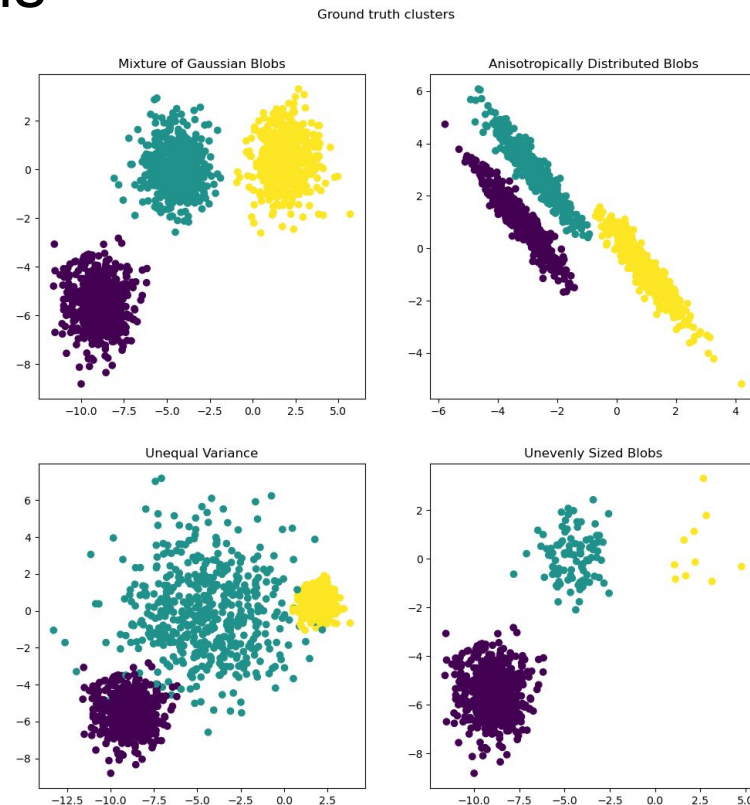 Ground truth clusters
Mixture of Gaussian Blobs
Anisotropically Distributed Blobs
2
0
−2
−4
−6
−8
−10.0 −7.5 −5.0 −2.5 0.0 2.5 5.0
6
4
2
0
−2
−4
−6 −4 −2 0 2 4
Unequal Variance
Unevenly Sized Blobs
6
4
2
0
−2
−4
−6
−8
−12.5 −10.0 −7.5 −5.0 −2.5 0.0 2.5
2
0
−2
−4
−6
−8
−10.0 −7.5 −5.0 −2.5 0.0 2.5